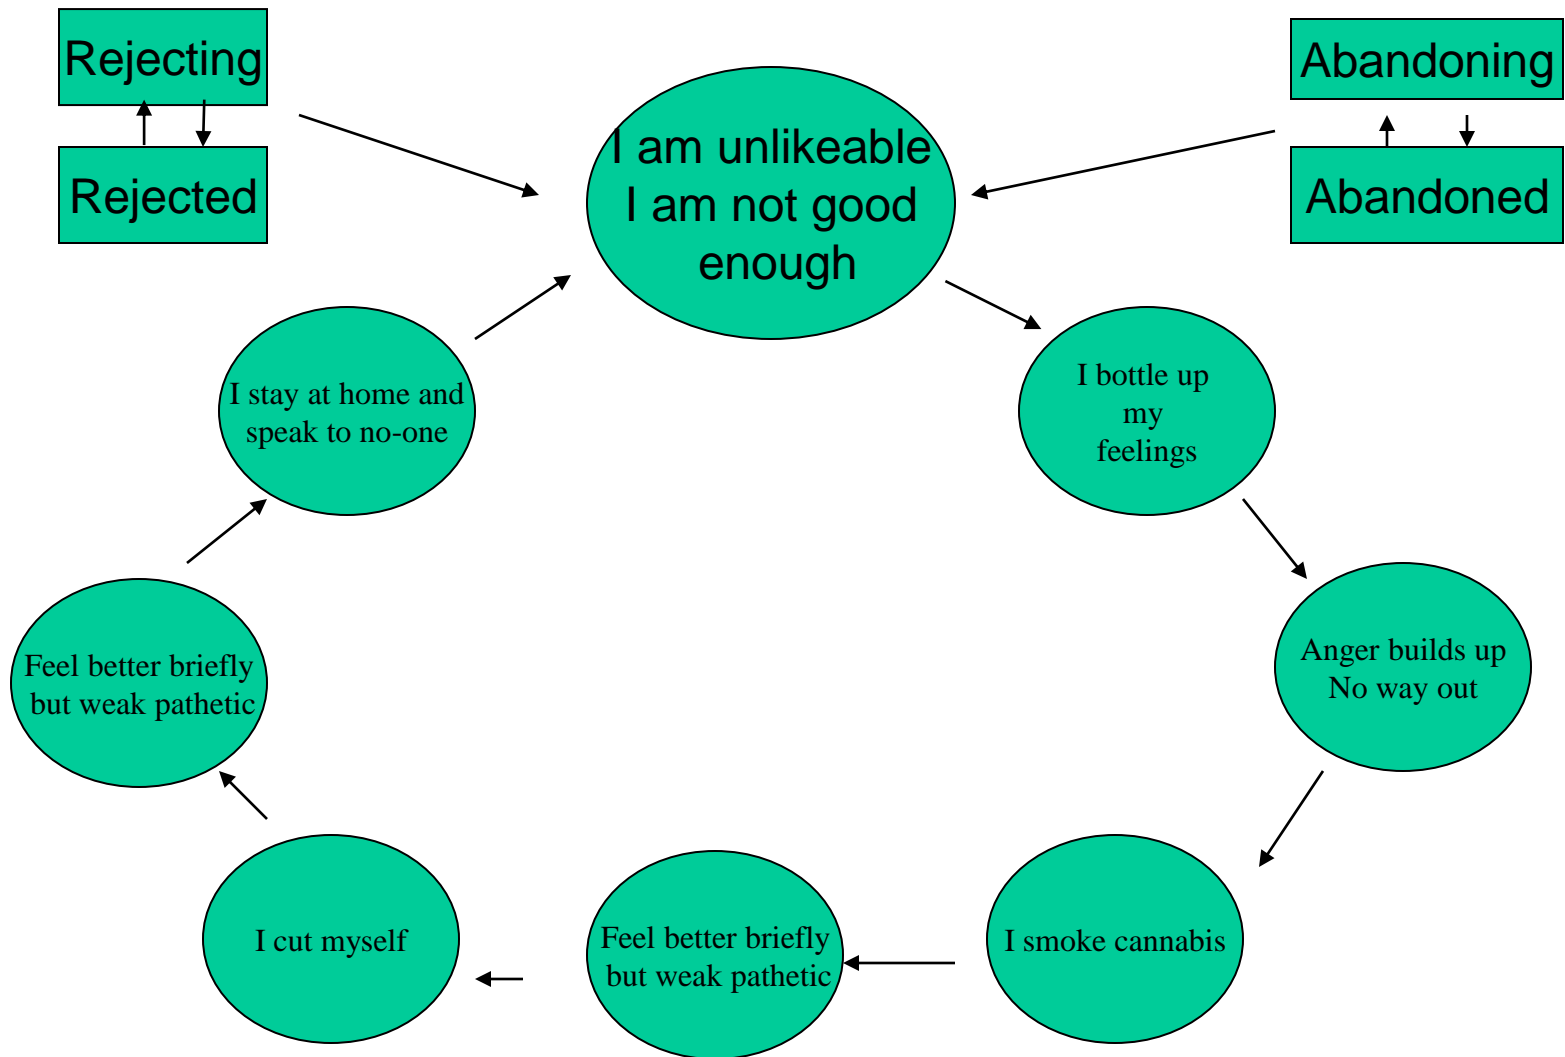 Rejecting
Rejected
Abandoning
Abandoned
I am unlikeable
I am not good
enough
I bottle up
my
feelings
Anger builds up
No way out
I smoke cannabis
Feel better briefly
but weak pathetic
I cut myself
Feel better briefly
but weak pathetic
I stay at home and
speak to no-one